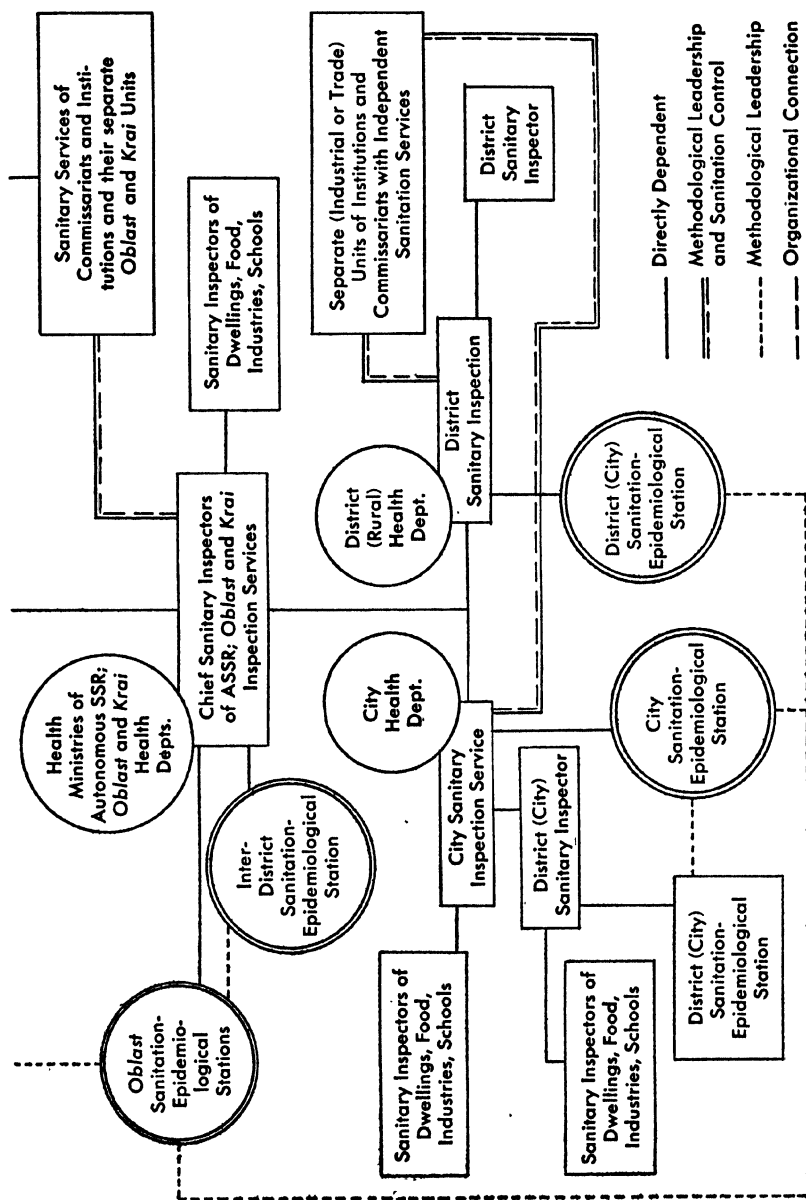 Oblast
Sanitation-
Epidemio-
logical
Stations
Health
Ministries of
Autonomous SSR;
Oblast and Krai
Health
Depts.
Sanitary Services of
Commissariats and Insti-
tutions and their separate
Oblast and Krai Units
Inter-
District
Sanitation-
Epidemiological
Station
Chief Sanitary Inspectors
of ASSR; Oblast and Krai
Inspection Services
Sanitary Inspectors of
Dwellings, Food,
Industries, Schools
City
Health
Dept.
District
(Rural)
Health
Dept.
Separate (Industrial or Trade)
Units of Institutions and
Commissariats with Independent
Sanitation Services
Sanitary Inspectors of
Dwellings, Food,
Industries, Schools
City Sanitary
Inspection Service
District
Sanitary Inspection
District
Sanitary
Inspector
District (City)
Sanitary Inspector
Sanitary Inspectors of
Dwellings, Food,
Industries, Schools
District (City)
Sanitation-
Epidemiological
Station
City
Sanitation-
Epidemiological
Station
District (City)
Sanitation-
Epidemiological
Station
Directly Dependent
Methodological Leadership
and Sanitation Control
Methodological Leadership
Organizational Connection